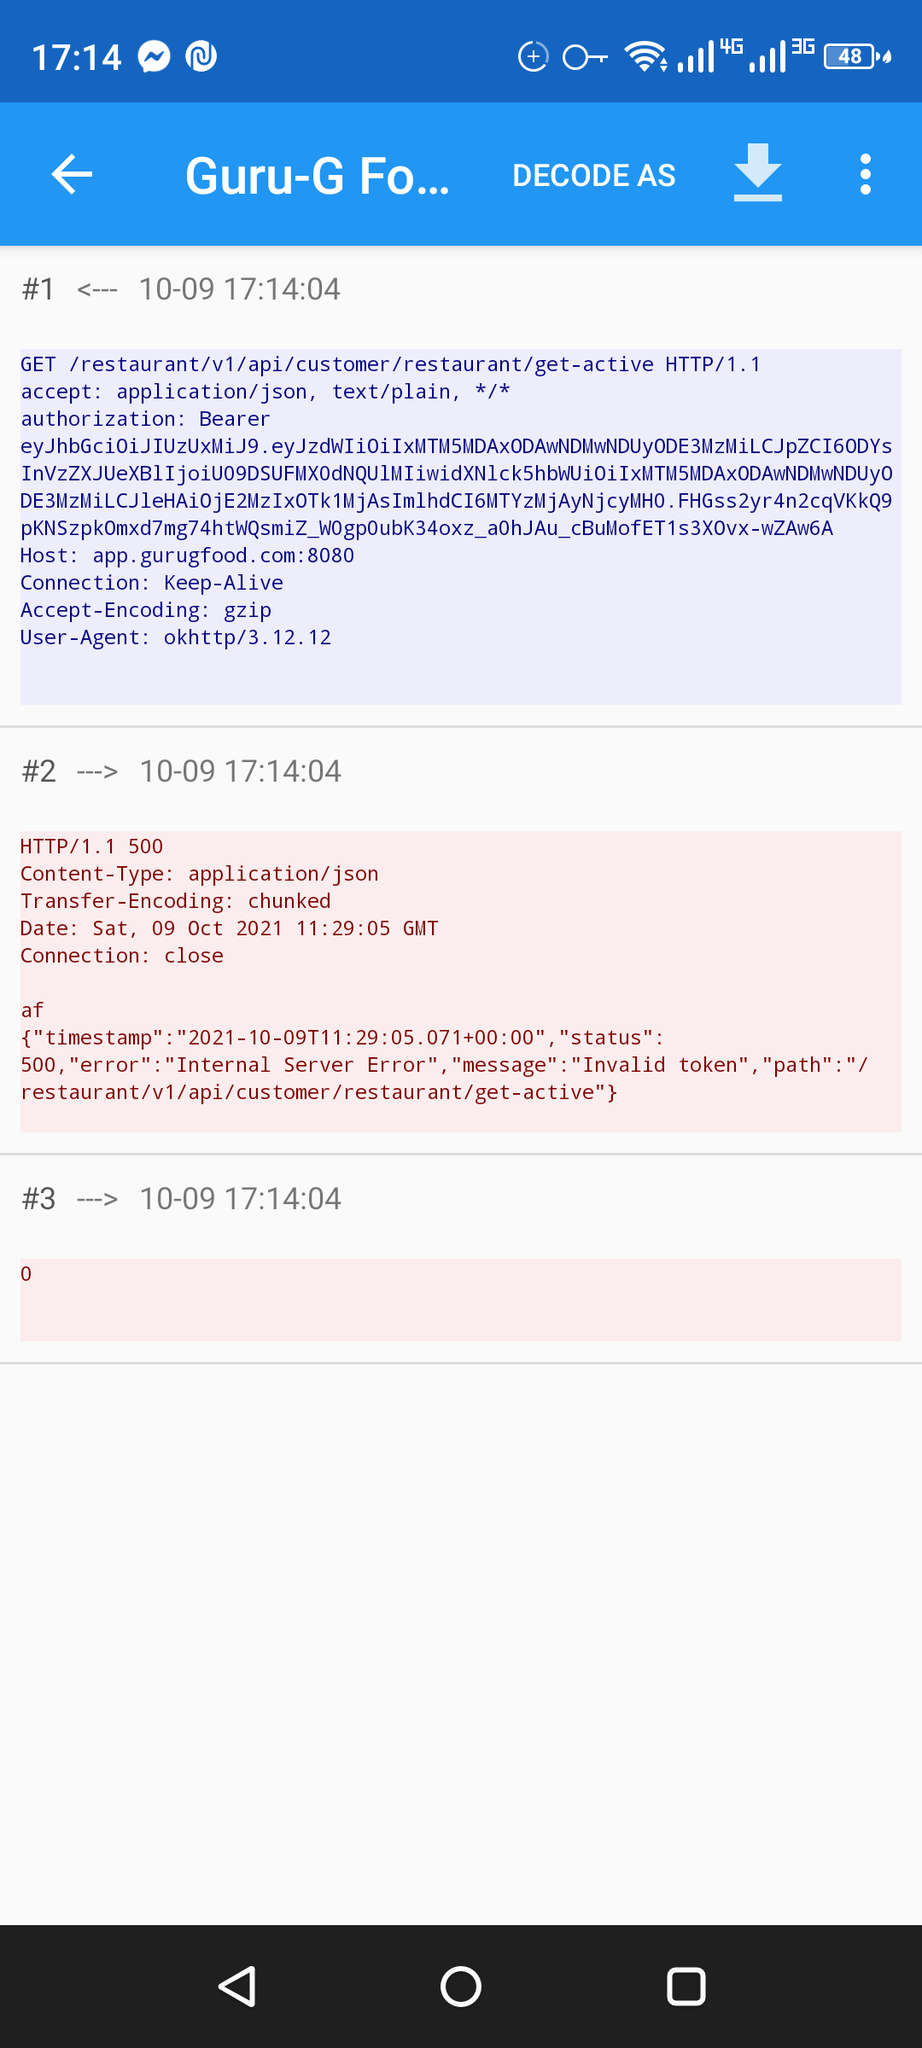 17:14
4G
3G
48
Guru-G Fo...
DECODE AS
#1 <--- 10-09 17:14:04
GET /restaurant/v1/api/customer/restaurant/get-active HTTP/1.1
accept: application/json, text/plain, */*
authorization: Bearer
eyJhbGciOiJIUzUxMiJ9.eyJzdWIiOiIxMTM5MDAxODAwNDMwNDUyODE3MzMiLCJpZCI6ODYs
InVzZXJUeXBlIjoiU09DSUFMX0dNQUlMIiwidXNlck5hbWUiOiIxMTM5MDAxODAwNDMwNDUyO
DE3MzMiLCJleHAiOjE2MzIxOTk1MjAsImlhdCI6MTYzMjAyNjcyMH0.FHGss2yr4n2cqVKkQ9
pKNSzpkOmxd7mg74htWQsmiZ_WOgp0ubK34oxz_a0hJAu_cBuMofET1s3XOvx-wZAw6A
Host: app.gurugfood.com:8080
Connection: Keep-Alive
Accept-Encoding: gzip
User-Agent: okhttp/3.12.12
#2 ---> 10-09 17:14:04
HTTP/1.1 500
Content-Type: application/json
Transfer-Encoding: chunked
Date: Sat, 09 Oct 2021 11:29:05 GMT
Connection: close
af
{"timestamp":"2021-10-09T11:29:05.071+00:00","status":
500,"error":"Internal Server Error","message":"Invalid token","path":"/
restaurant/v1/api/customer/restaurant/get-active"}
#3 ---> 10-09 17:14:04
0